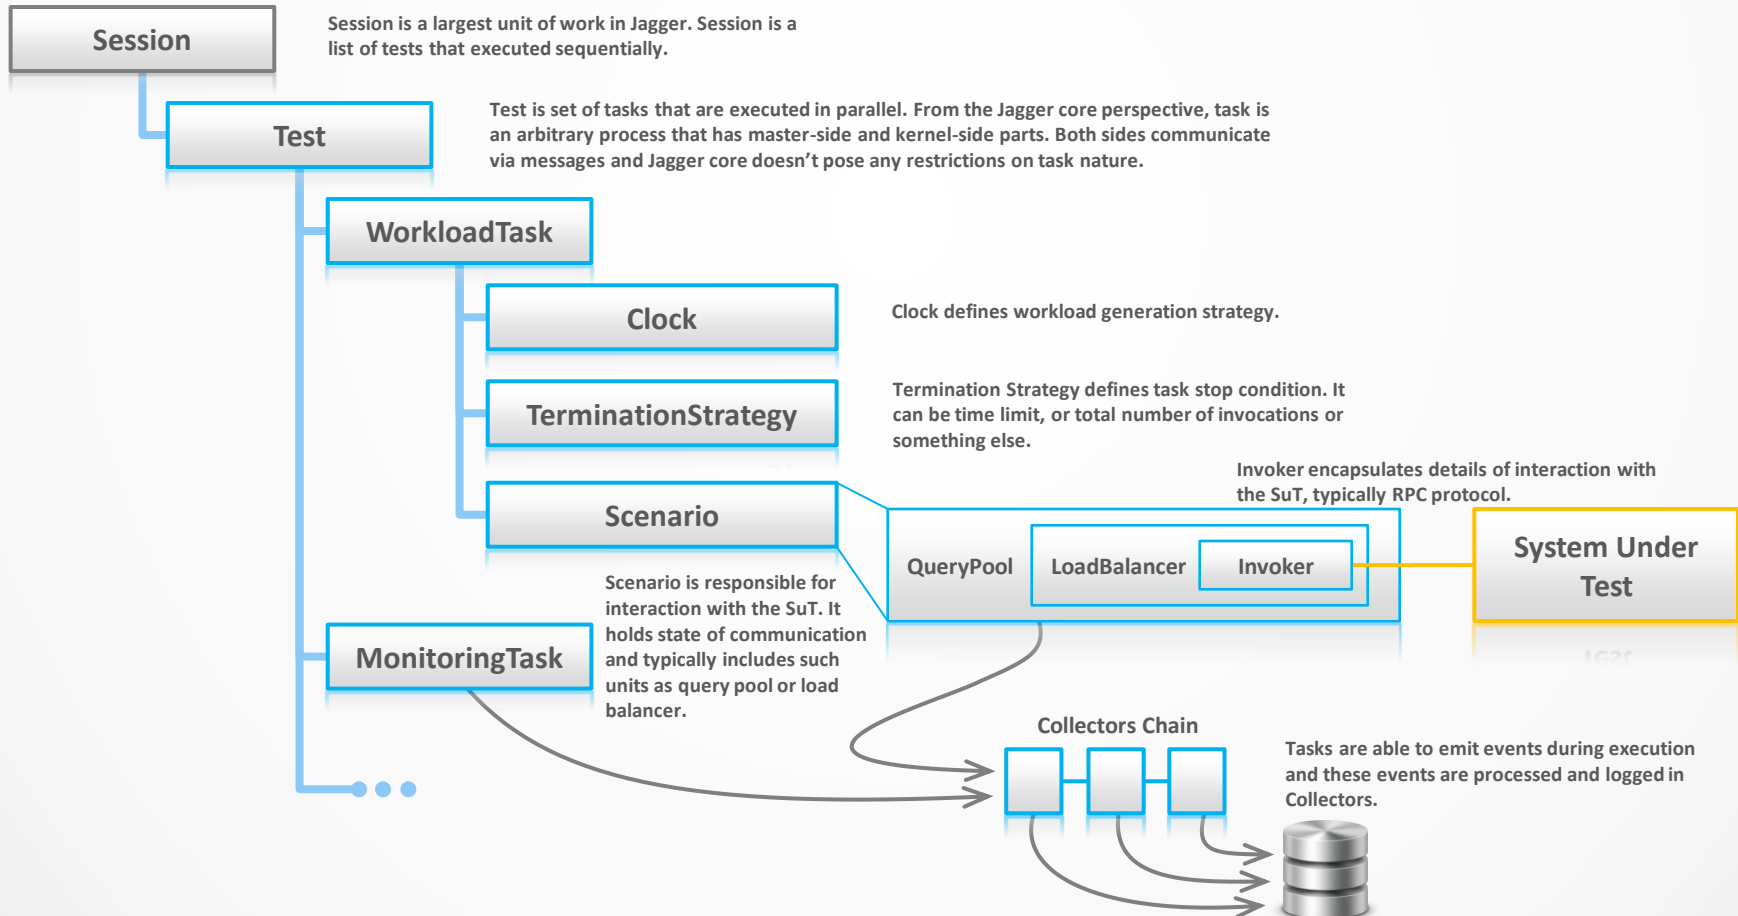 Session
Session is a largest unit of work in Jagger. Session is a
list of tests that executed sequentially.
Test
Test is set of tasks that are executed in parallel. From the Jagger core perspective, task is
an arbitrary process that has master-side and kernel-side parts. Both sides communicate
via messages and Jagger core doesn't pose any restrictions on task nature.
WorkloadTask
Clock
Clock defines workload generation strategy.
TerminationStrategy
Termination Strategy defines task stop condition. It
can be time limit, or total number of invocations or
something else.
Scenario
Invoker encapsulates details of interaction with
the SuT, typically RPC protocol.
QueryPool
LoadBalancer
Invoker
System Under
Test
Scenario is responsible for
interaction with the SuT. It
holds state of communication
and typically includes such
units as query pool or load
balancer.
MonitoringTask
Collectors Chain
Tasks are able to emit events during execution
and these events are processed and logged in
Collectors.